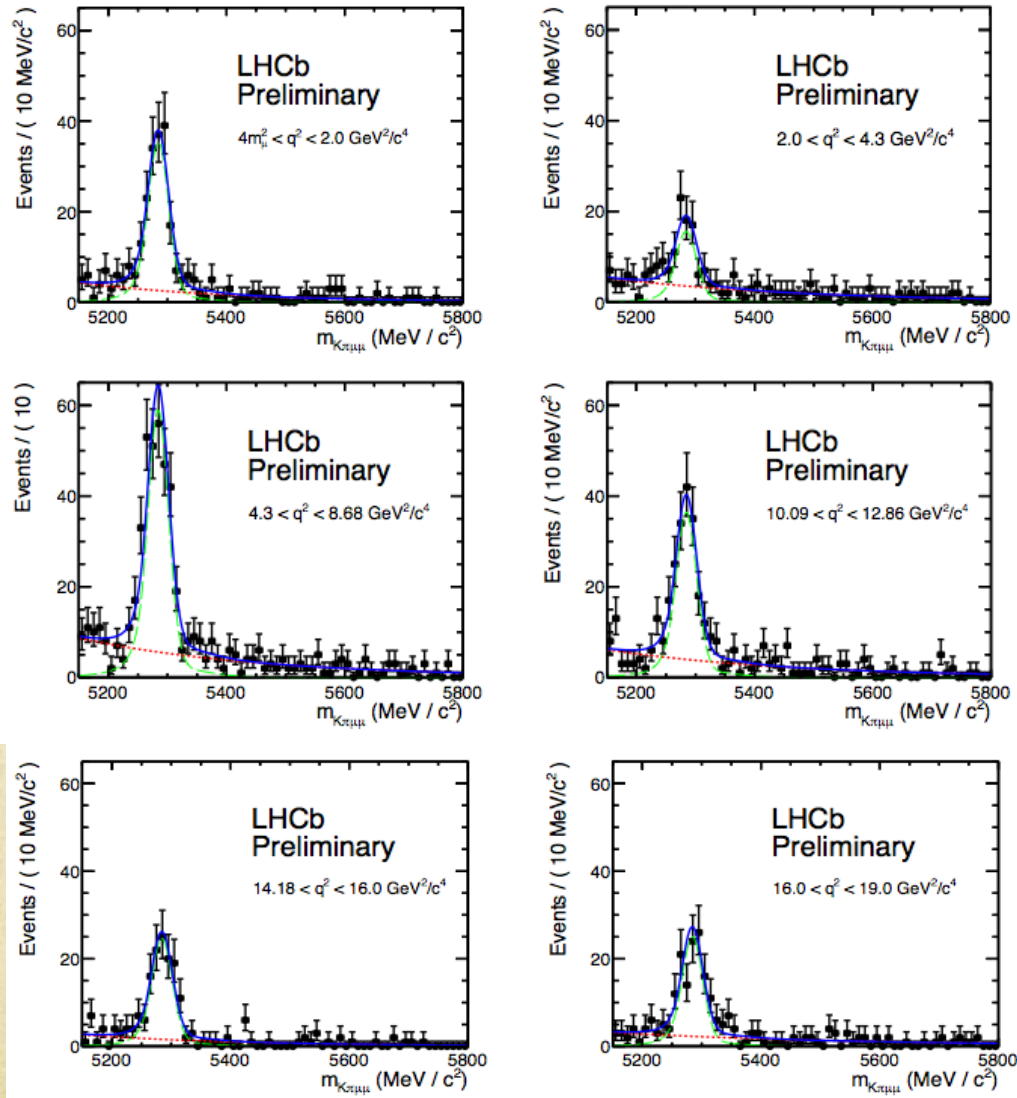 Events / ( 10 MeV/c²)
60
40
20
0
LHCb
Preliminary
4m²μ < q² < 2.0 GeV²/c⁴
5200 5400 5600 5800
mKπμμ (MeV / c²)
Events / ( 10 MeV/c²)
60
40
20
0
LHCb
Preliminary
2.0 < q² < 4.3 GeV²/c⁴
5200 5400 5600 5800
mKπμμ (MeV / c²)
Events / ( 10 )
60
40
20
0
LHCb
Preliminary
4.3 < q² < 8.68 GeV²/c⁴
5200 5400 5600 5800
mKπμμ (MeV / c²)
Events / ( 10 MeV/c²)
60
40
20
0
LHCb
Preliminary
10.09 < q² < 12.86 GeV²/c⁴
5200 5400 5600 5800
mKπμμ (MeV / c²)
Events / ( 10 MeV/c²)
60
40
20
0
LHCb
Preliminary
14.18 < q² < 16.0 GeV²/c⁴
5200 5400 5600 5800
mKπμμ (MeV / c²)
Events / ( 10 MeV/c²)
60
40
20
0
LHCb
Preliminary
16.0 < q² < 19.0 GeV²/c⁴
5200 5400 5600 5800
mKπμμ (MeV / c²)